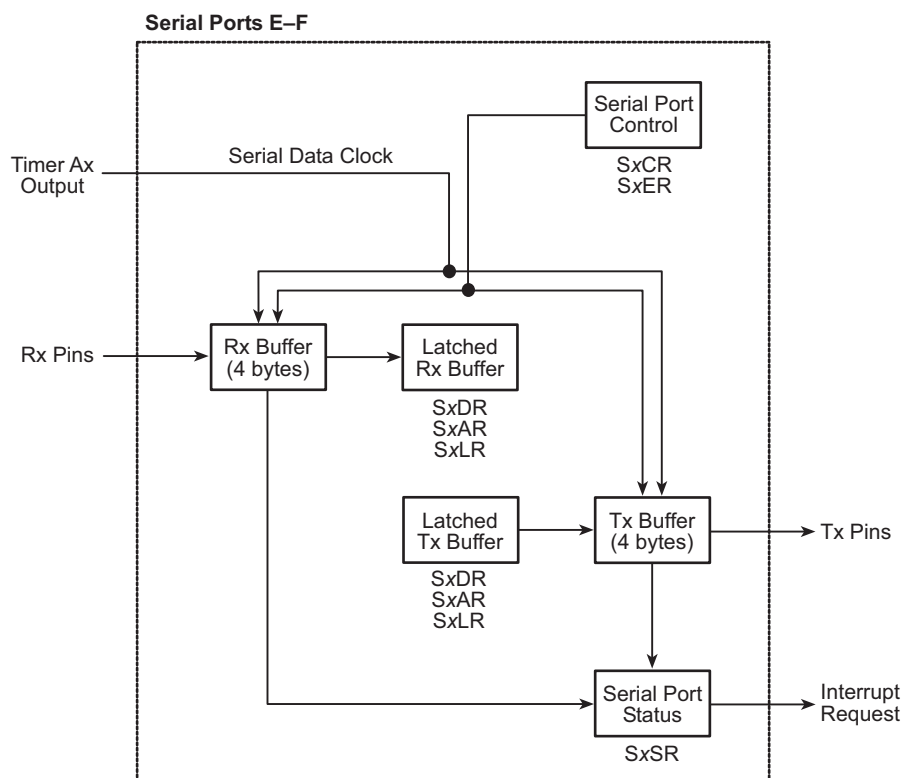 Serial Ports E–F
Serial Port
Control
SxCR
SxER
Serial Data Clock
Timer Ax
Output
Rx Pins
Rx Buffer
(4 bytes)
Latched
Rx Buffer
SxDR
SxAR
SxLR
Latched
Tx Buffer
SxDR
SxAR
SxLR
Tx Buffer
(4 bytes)
Tx Pins
Serial Port
Status
SxSR
Interrupt
Request